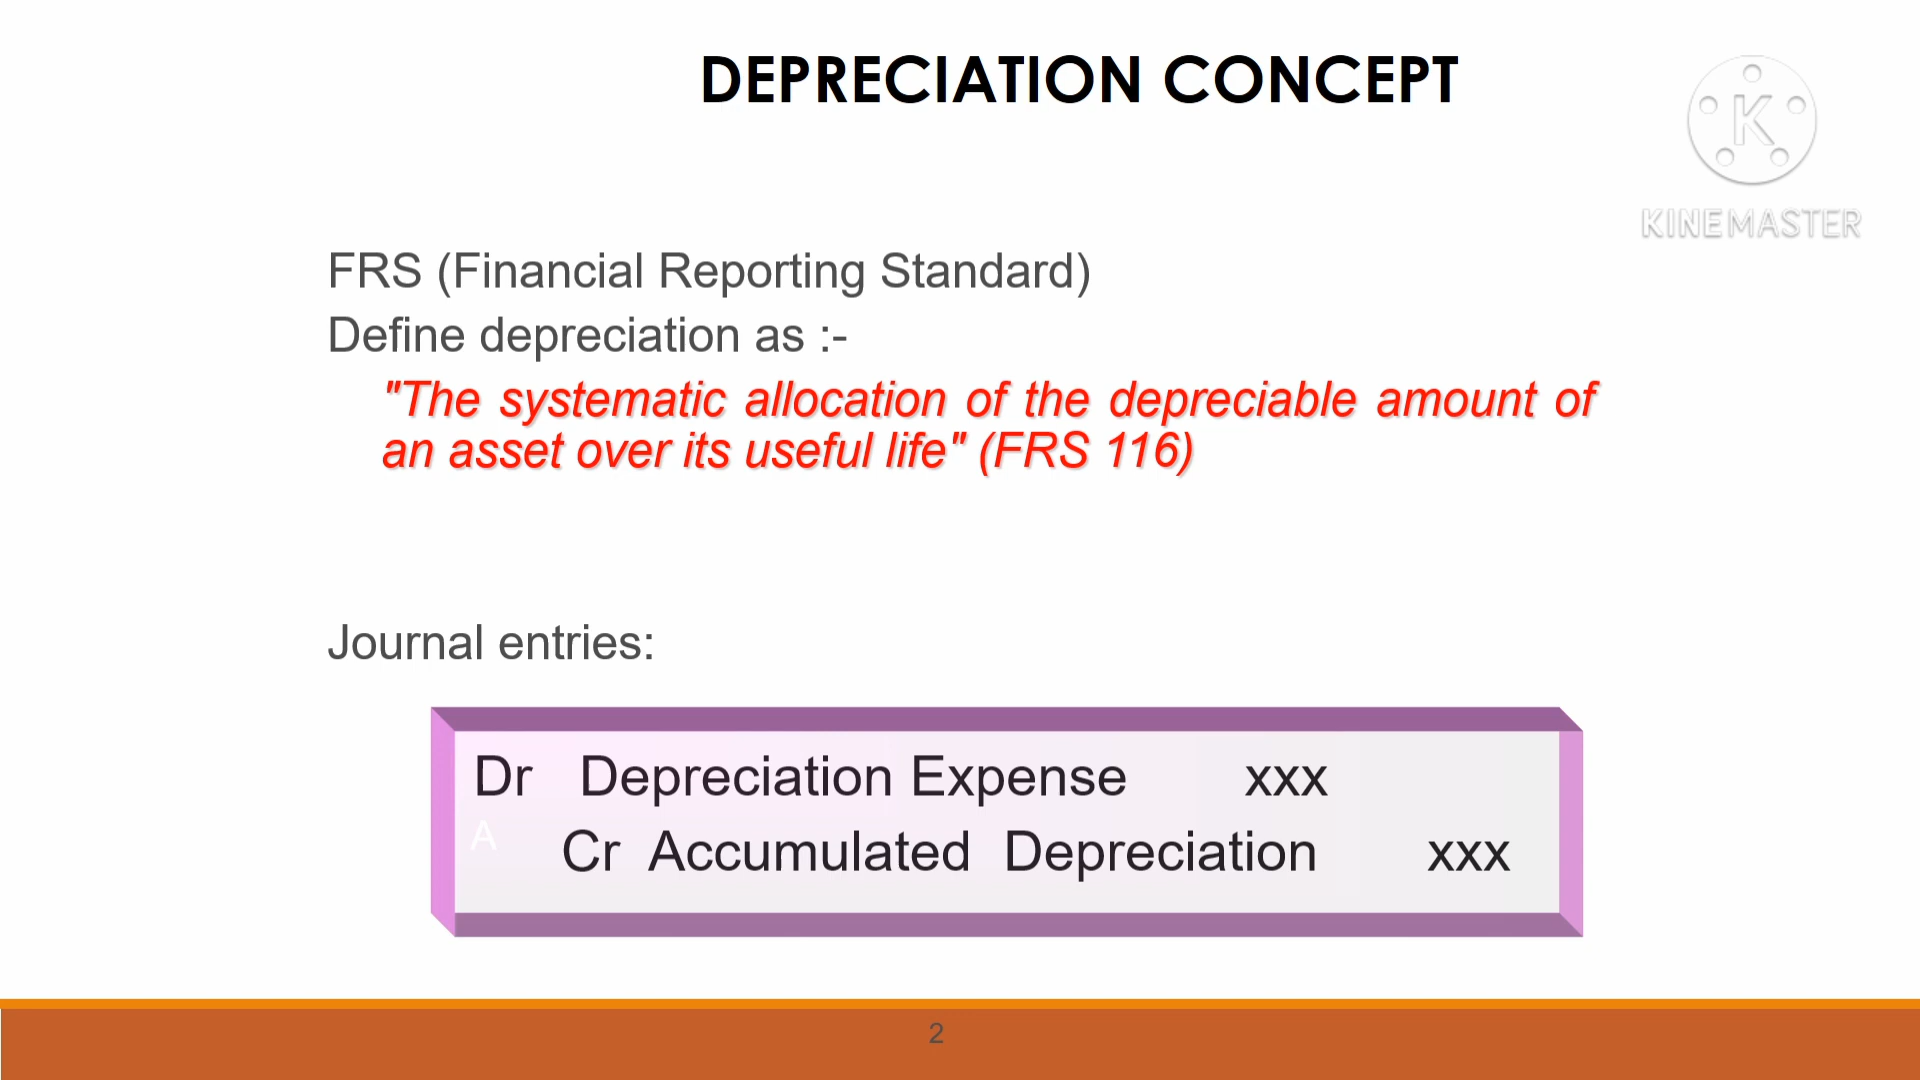 DEPRECIATION CONCEPT
K
KINEMASTER
FRS (Financial Reporting Standard)
Define depreciation as :-
"The systematic allocation of the depreciable amount of
an asset over its useful life" (FRS 116)
Journal entries:
Dr Depreciation Expense xxx
A
Cr Accumulated Depreciation xxx
2